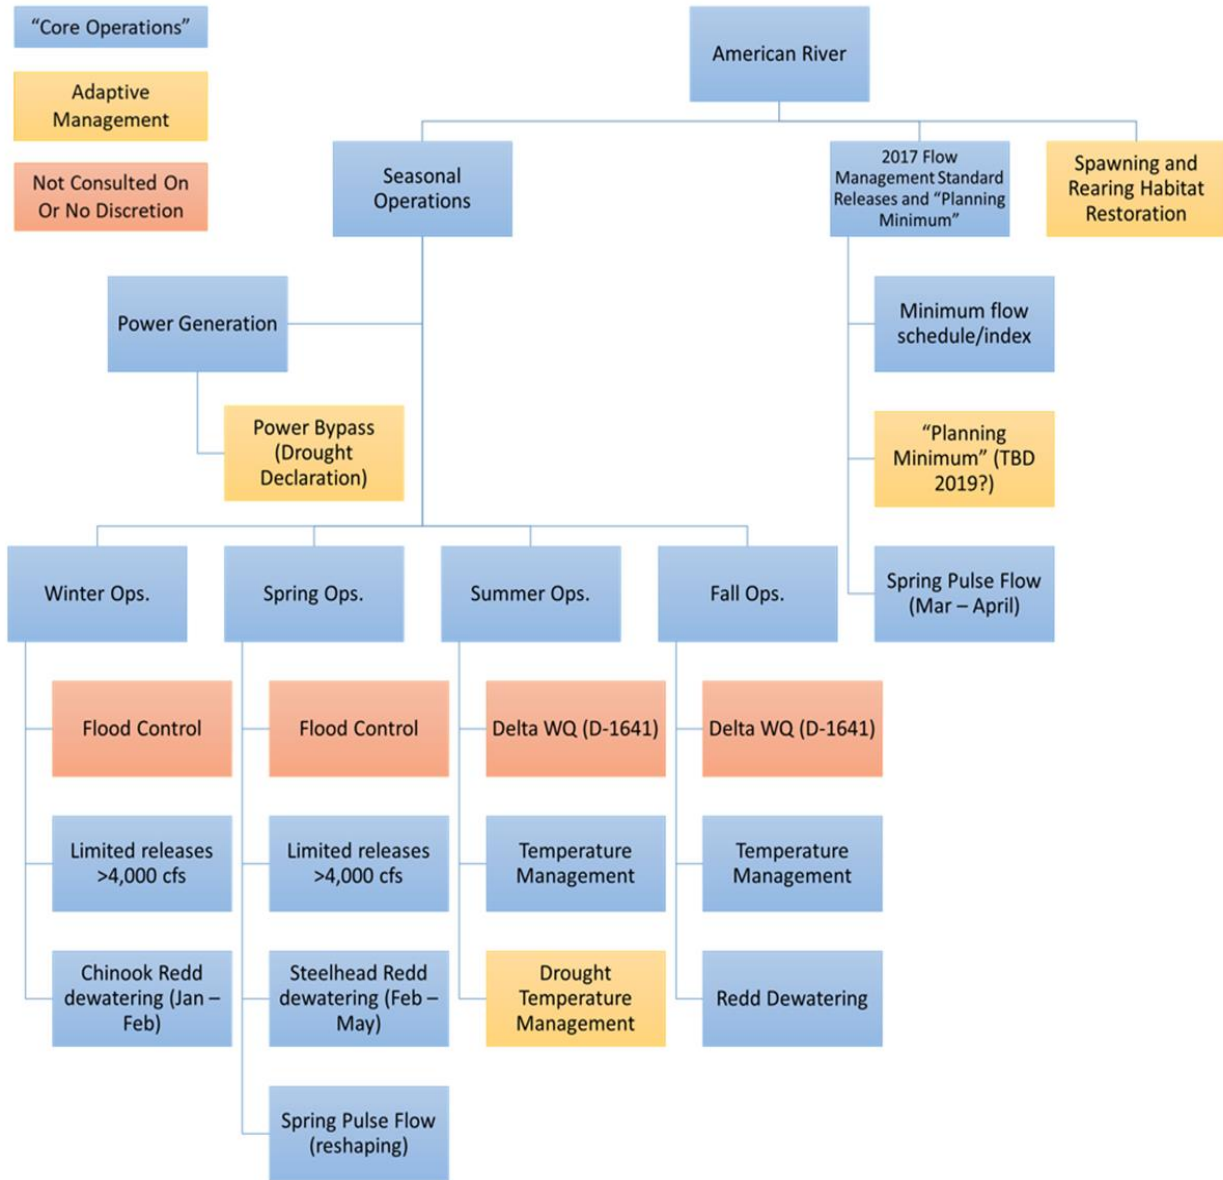 “Core Operations”
Adaptive
Management
Not Consulted On
Or No Discretion
American River
Seasonal
Operations
2017 Flow
Management Standard
Releases and “Planning
Minimum”
Spawning and
Rearing Habitat
Restoration
Power Generation
Power Bypass
(Drought
Declaration)
Minimum flow
schedule/index
“Planning
Minimum” (TBD
2019?)
Spring Pulse Flow
(Mar – April)
Winter Ops.
Flood Control
Limited releases
>4,000 cfs
Chinook Redd
dewatering (Jan –
Feb)
Spring Ops.
Flood Control
Limited releases
>4,000 cfs
Steelhead Redd
dewatering (Feb –
May)
Spring Pulse Flow
(reshaping)
Summer Ops.
Delta WQ (D-1641)
Temperature
Management
Drought
Temperature
Management
Fall Ops.
Delta WQ (D-1641)
Temperature
Management
Redd Dewatering